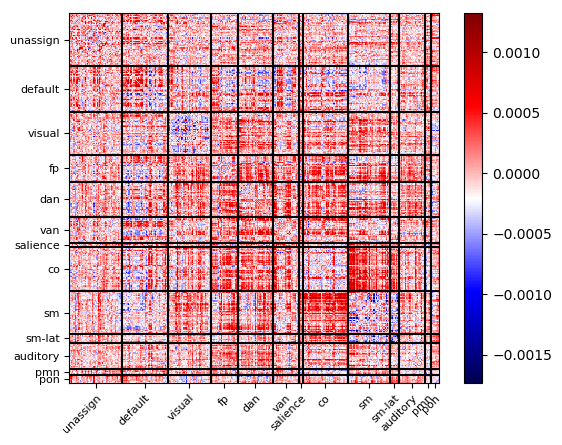 unassign
default
visual
fp
dan
van
salience
co
sm
sm-lat
auditory
pmn
pon
unassign
default
visual
fp
dan
van
salience
co
sm
sm-lat
auditory
pmn
pon
0.0010
0.0005
0.0000
−0.0005
−0.0010
−0.0015